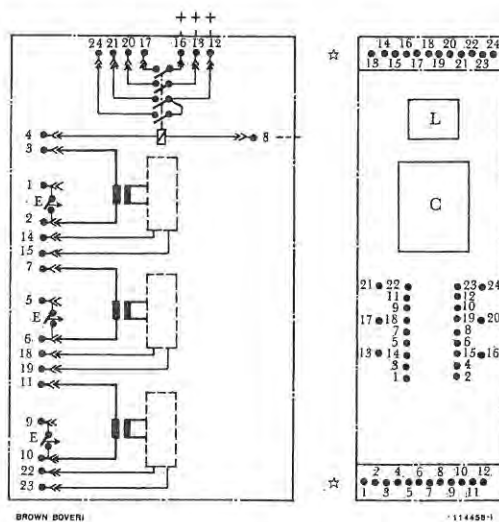 + + +
24 21 20 17 16 13 12
4
3
8
1
E
2
14
15
7
5
E
6
18
19
11
9
E
10
22
23
BROWN BOVERI
14 16 18 20 22 24
13 15 17 19 21 23
L
C
21 22 23 24
11 12
9 10
17 18 19 20
7 8
5 6
13 14 15 16
3 4
1 2
2 4 6 8 10 12
1 3 5 7 9 11
114458-1